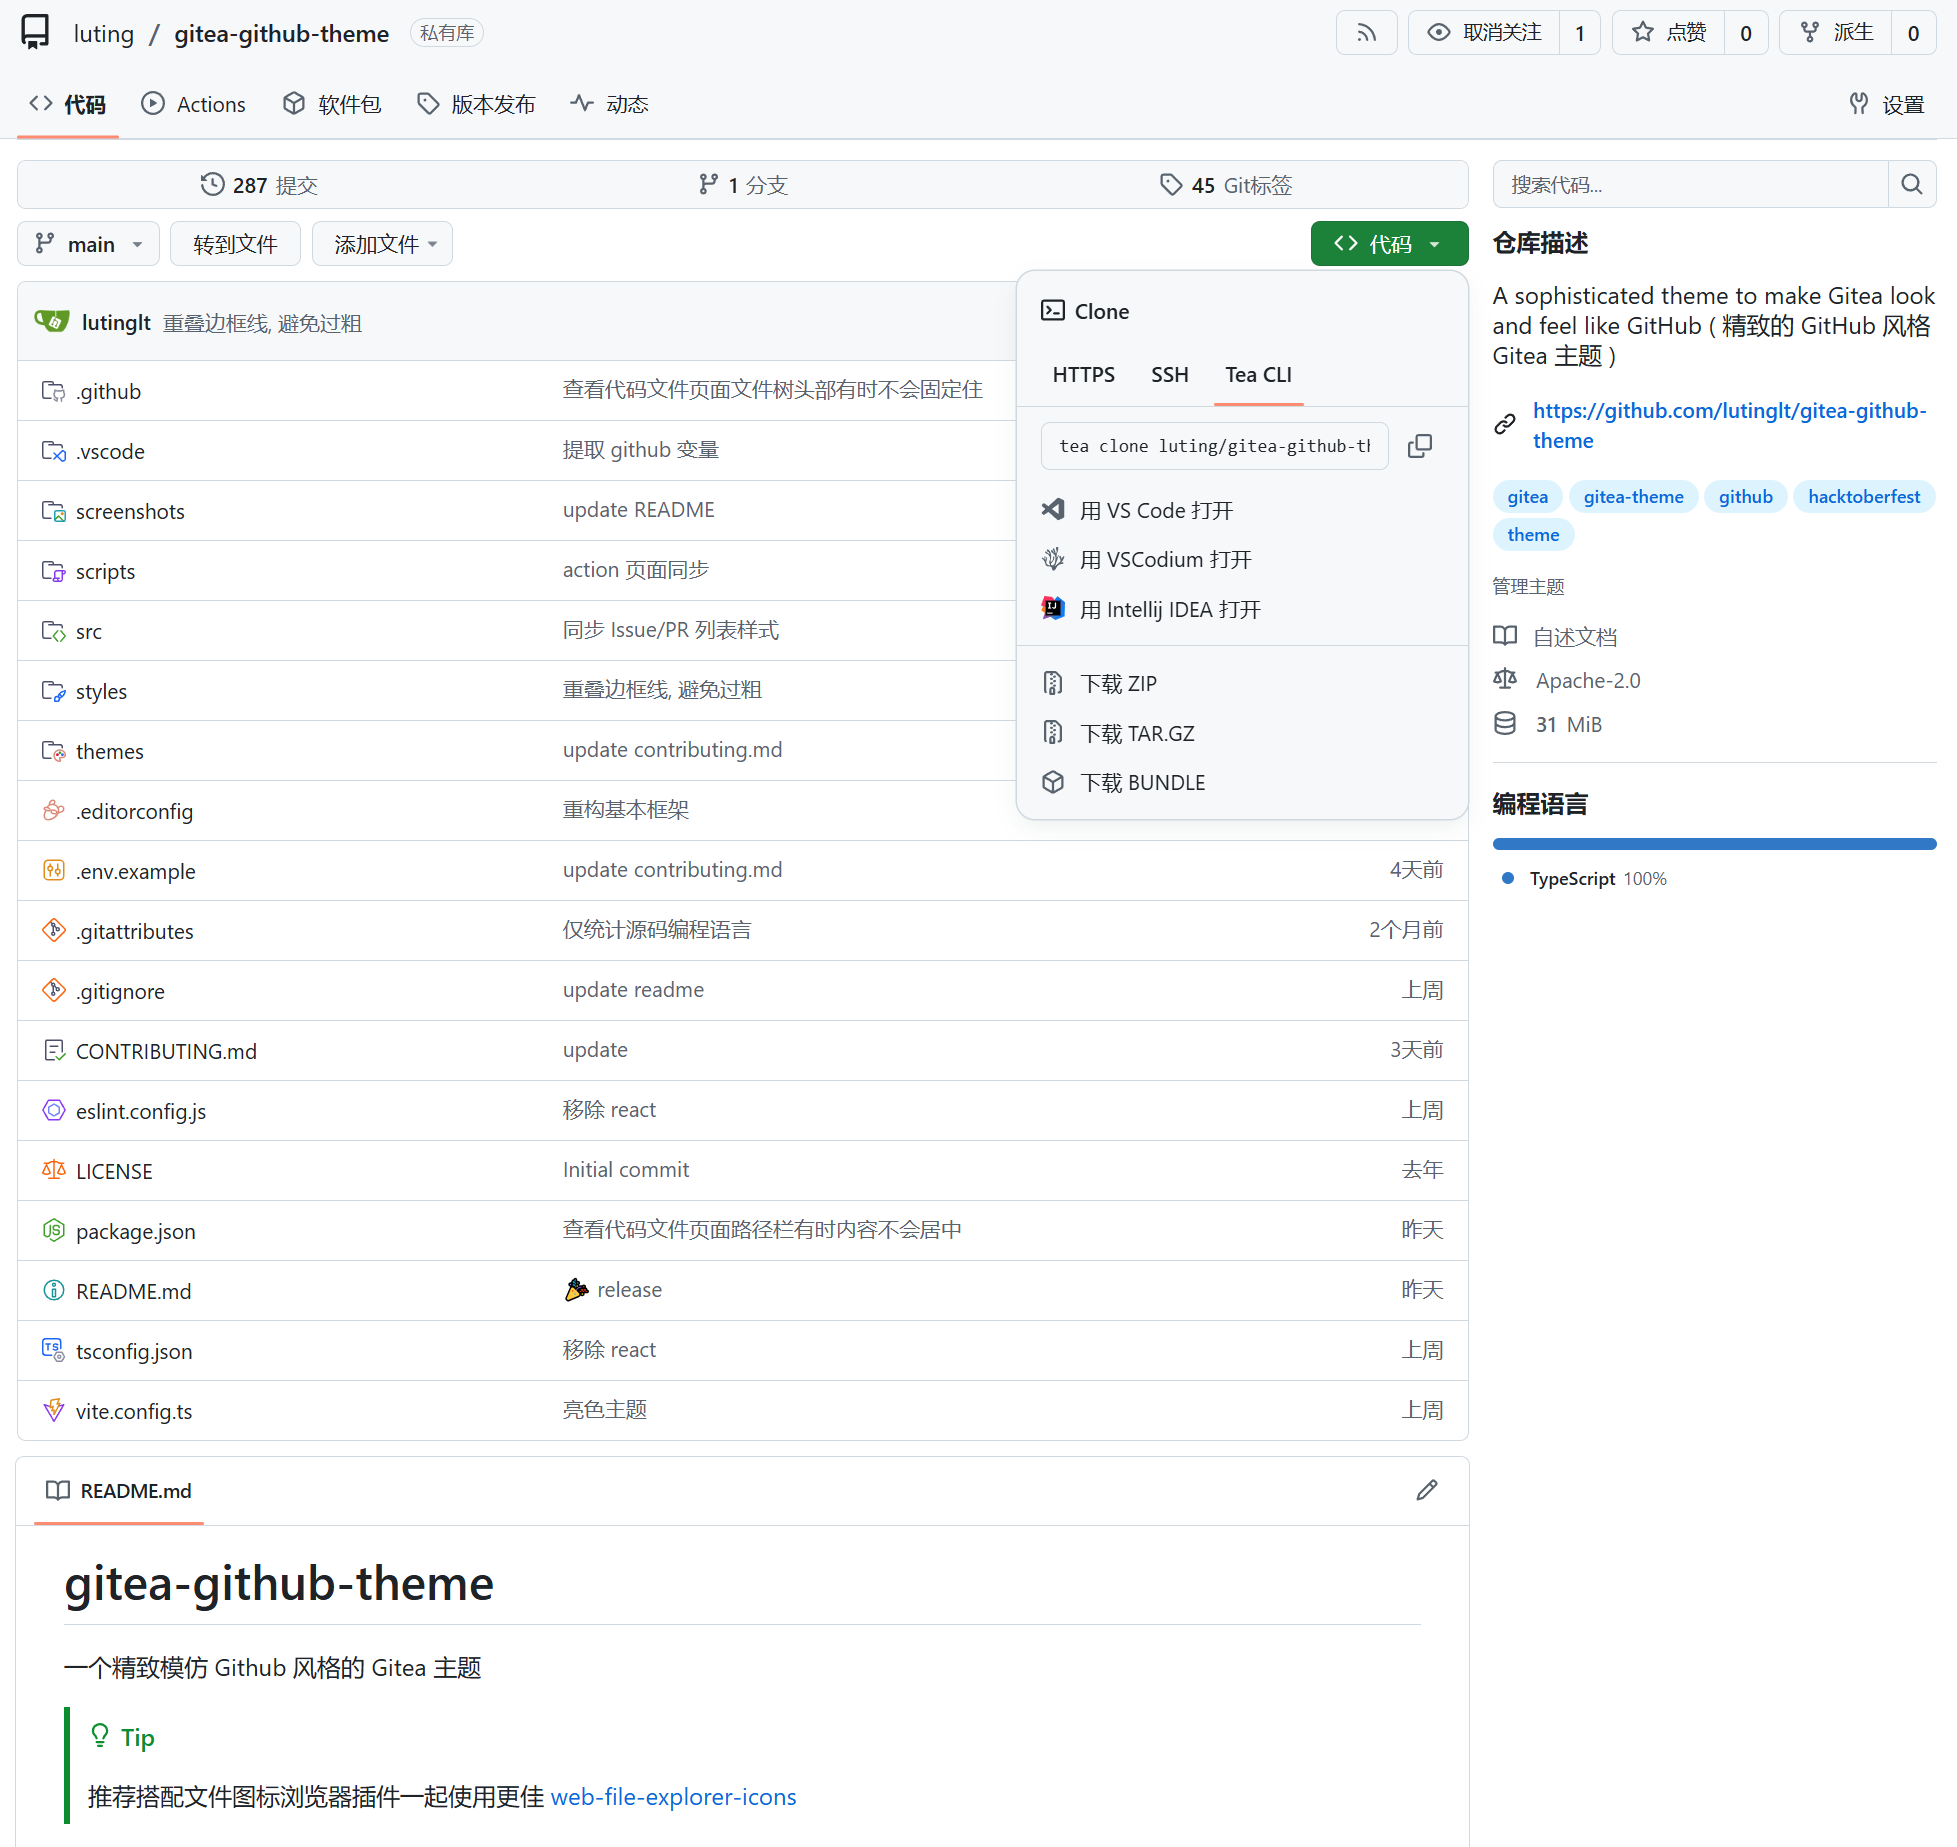 luting / gitea-github-theme 私有库
取消关注 1 点赞 0 派生 0
代码 Actions 软件包 版本发布 动态 设置
287 提交 1 分支 45 Git标签
main 转到文件 添加文件 代码
lutinglt 重叠边框线, 避免过粗
.github 查看代码文件页面文件树头部有时不会固定住
.vscode 提取 github 变量
screenshots update README
scripts action 页面同步
src 同步 Issue/PR 列表样式
styles 重叠边框线, 避免过粗
themes update contributing.md
.editorconfig 重构基本框架
.env.example update contributing.md 4天前
.gitattributes 仅统计源码编程语言 2个月前
.gitignore update readme 上周
CONTRIBUTING.md update 3天前
eslint.config.js 移除 react 上周
LICENSE Initial commit 去年
package.json 查看代码文件页面路径栏有时内容不会居中 昨天
README.md release 昨天
tsconfig.json 移除 react 上周
vite.config.ts 亮色主题 上周
Clone
HTTPS SSH Tea CLI
tea clone luting/gitea-github-th
用 VS Code 打开
用 VSCodium 打开
用 Intellij IDEA 打开
下载 ZIP
下载 TAR.GZ
下载 BUNDLE
搜索代码...
仓库描述
A sophisticated theme to make Gitea look
and feel like GitHub ( 精致的 GitHub 风格
Gitea 主题 )
https://github.com/lutinglt/gitea-github-
theme
gitea gitea-theme github hacktoberfest
theme
管理主题
自述文档
Apache-2.0
31 MiB
编程语言
TypeScript 100%
README.md
gitea-github-theme
一个精致模仿 Github 风格的 Gitea 主题
Tip
推荐搭配文件图标浏览器插件一起使用更佳 web-file-explorer-icons